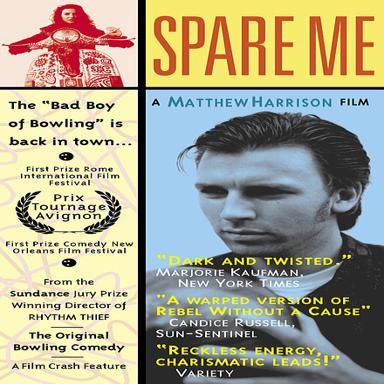 SPARE ME
A MATTHEW HARRISON FILM
The "Bad Boy
of Bowling" is
back in town...
First Prize Rome
International Film
Festival
Prix
Tournage
Avignon
First Prize Comedy New
Orleans Film Festival
From the
Sundance Jury Prize
Winning Director of
RHYTHM THIEF
The Original
Bowling Comedy
A Film Crash Feature
"DARK AND TWISTED."
MARJORIE KAUFMAN,
NEW YORK TIMES
"A WARPED VERSION OF
REBEL WITHOUT A CAUSE"
CANDICE RUSSELL,
SUN-SENTINEL
"RECKLESS ENERGY,
CHARISMATIC LEADS!"
VARIETY